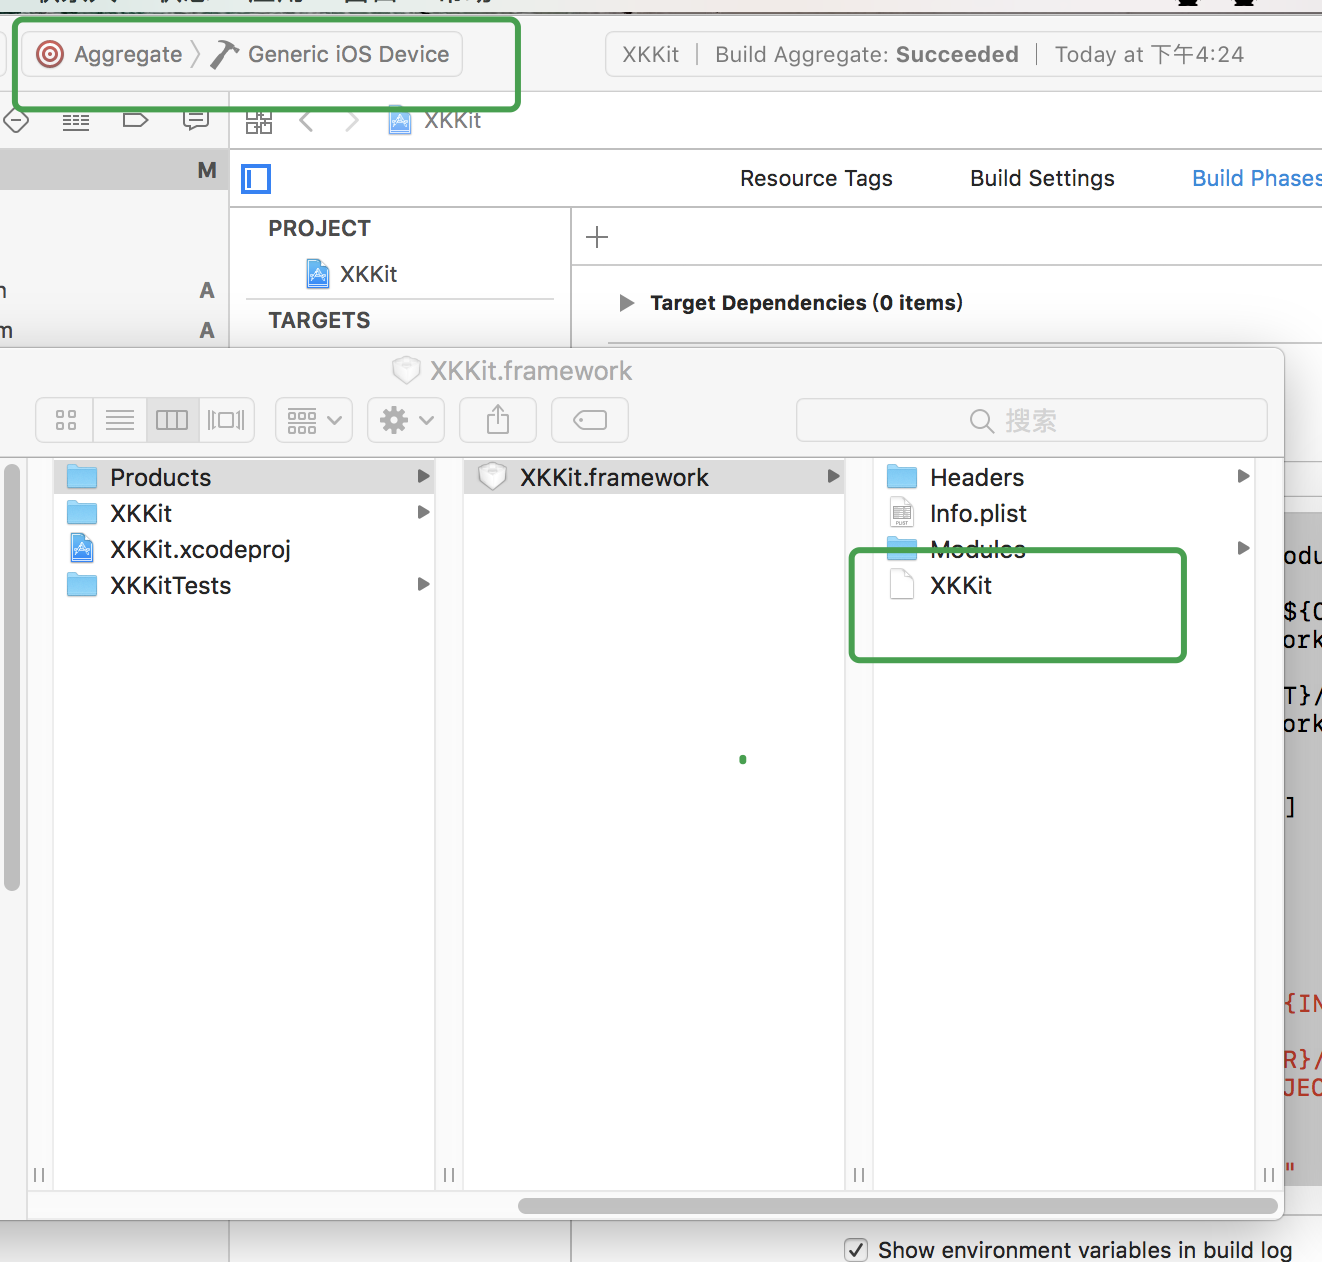 Aggregate
Generic iOS Device
XKKit | Build Aggregate: Succeeded | Today at 下午4:24
XKKit
M
Resource Tags
Build Settings
Build Phases
PROJECT
XKKit
A
TARGETS
m
A
Target Dependencies (0 items)
XKKit.framework
搜索
Products
XKKit.framework
Headers
XKKit
Info.plist
XKKit.xcodeproj
Modules
XKKitTests
XKKit
odu
${
ork
T}/
ork
]
{IN
R}/
JEC
"
Show environment variables in build log